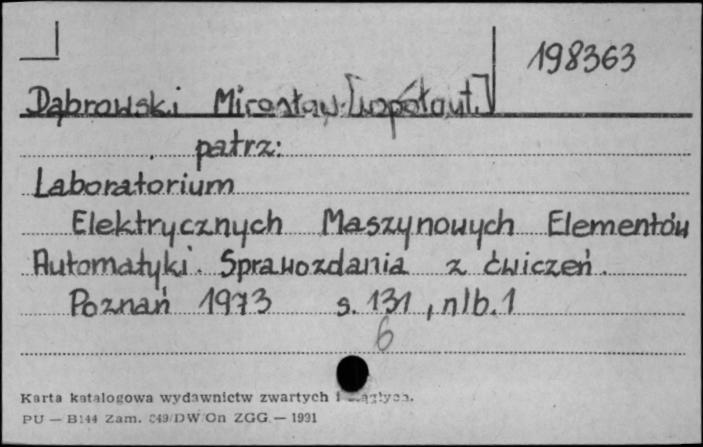 198363
Dąbrowski Mirosław [współaut.]
patrz:
Laboratorium
Elektrycznych Maszynowych Elementów
Automatyki. Sprawozdania z ćwiczeń.
Poznań 1973 s. 131, nlb. 1
6
Karta katalogowa wydawnictw zwartych i ciągłych.
PU — B144 Zam. 249/DW/On ZGG — 1991